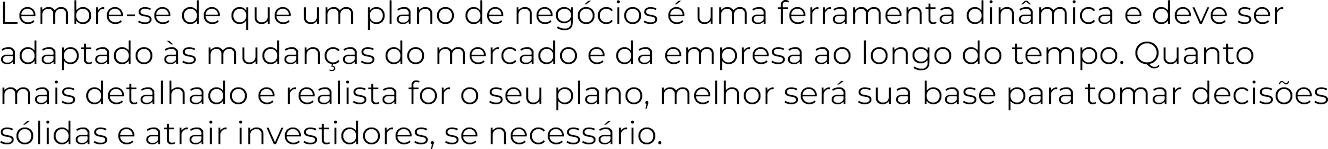 Lembre-se de que um plano de negócios é uma ferramenta dinâmica e deve ser
adaptado às mudanças do mercado e da empresa ao longo do tempo. Quanto
mais detalhado e realista for o seu plano, melhor será sua base para tomar decisões
sólidas e atrair investidores, se necessário.